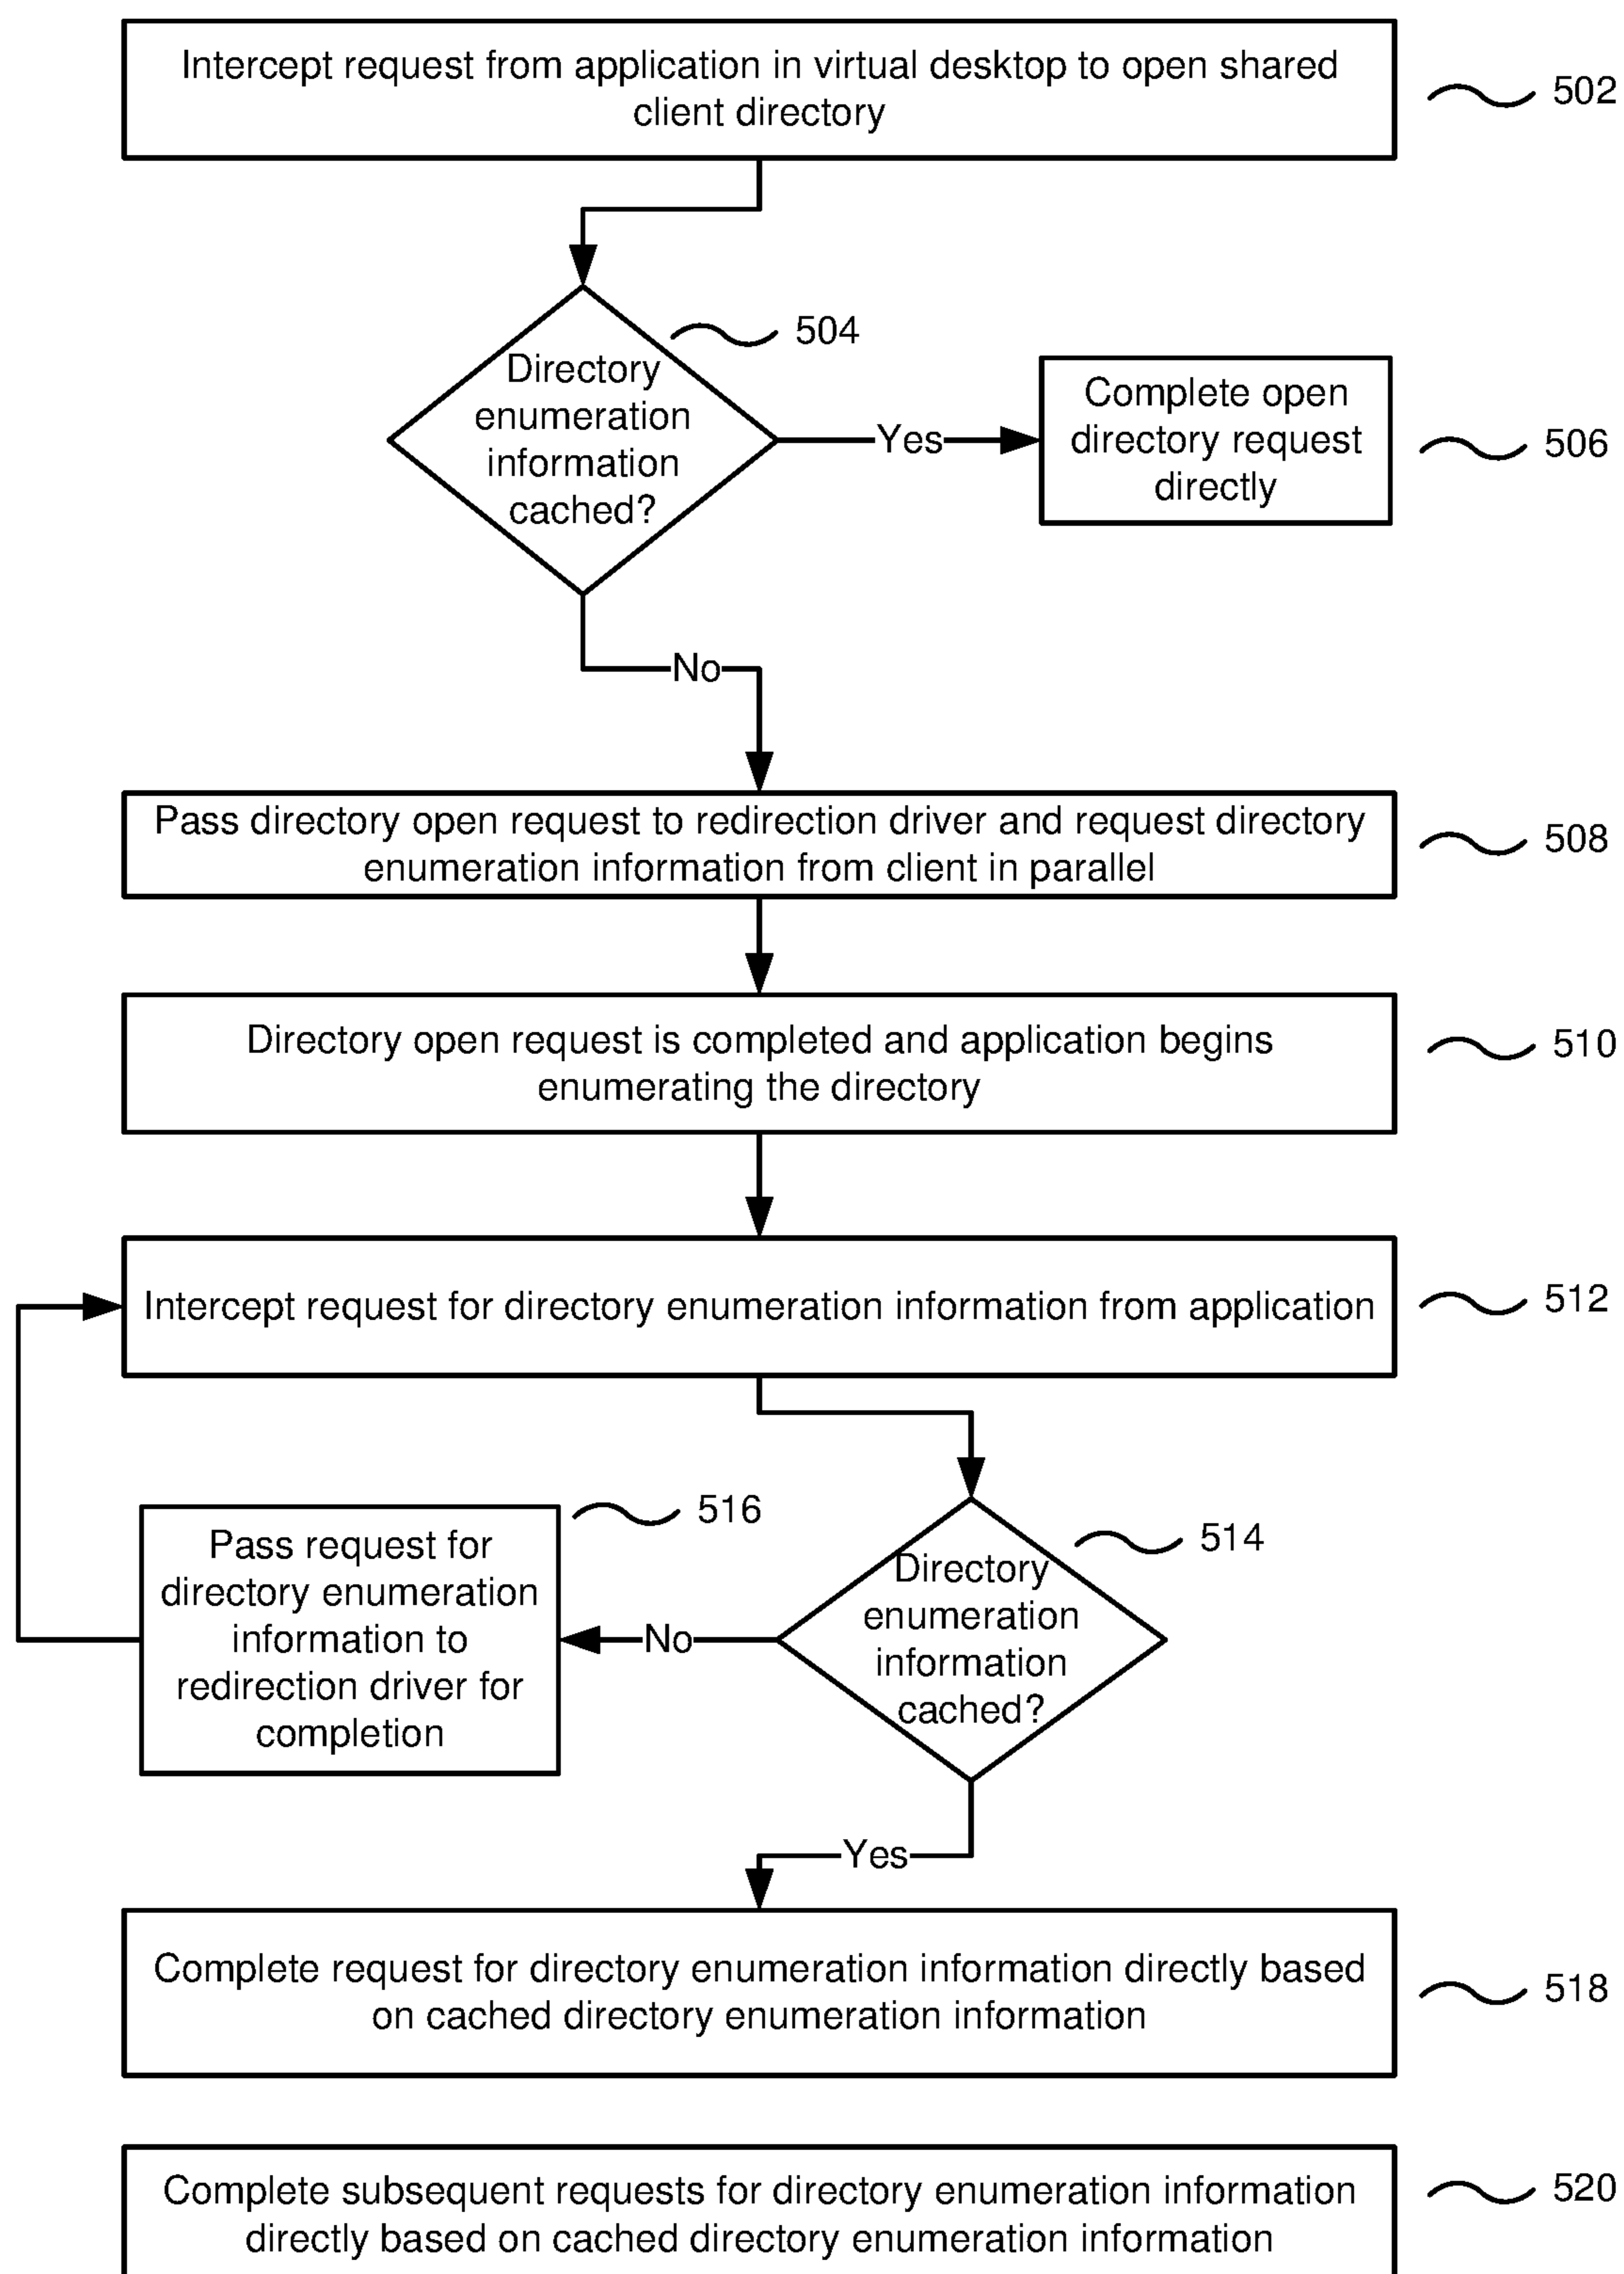 Intercept request from application in virtual desktop to open shared
client directory
502
504
Directory
enumeration
information
cached?
Yes
Complete open
directory request
directly
506
No
Pass directory open request to redirection driver and request directory
enumeration information from client in parallel
508
Directory open request is completed and application begins
enumerating the directory
510
Intercept request for directory enumeration information from application
512
516
Pass request for
directory enumeration
information to
redirection driver for
completion
No
514
Directory
enumeration
information
cached?
Yes
Complete request for directory enumeration information directly based
on cached directory enumeration information
518
Complete subsequent requests for directory enumeration information
directly based on cached directory enumeration information
520